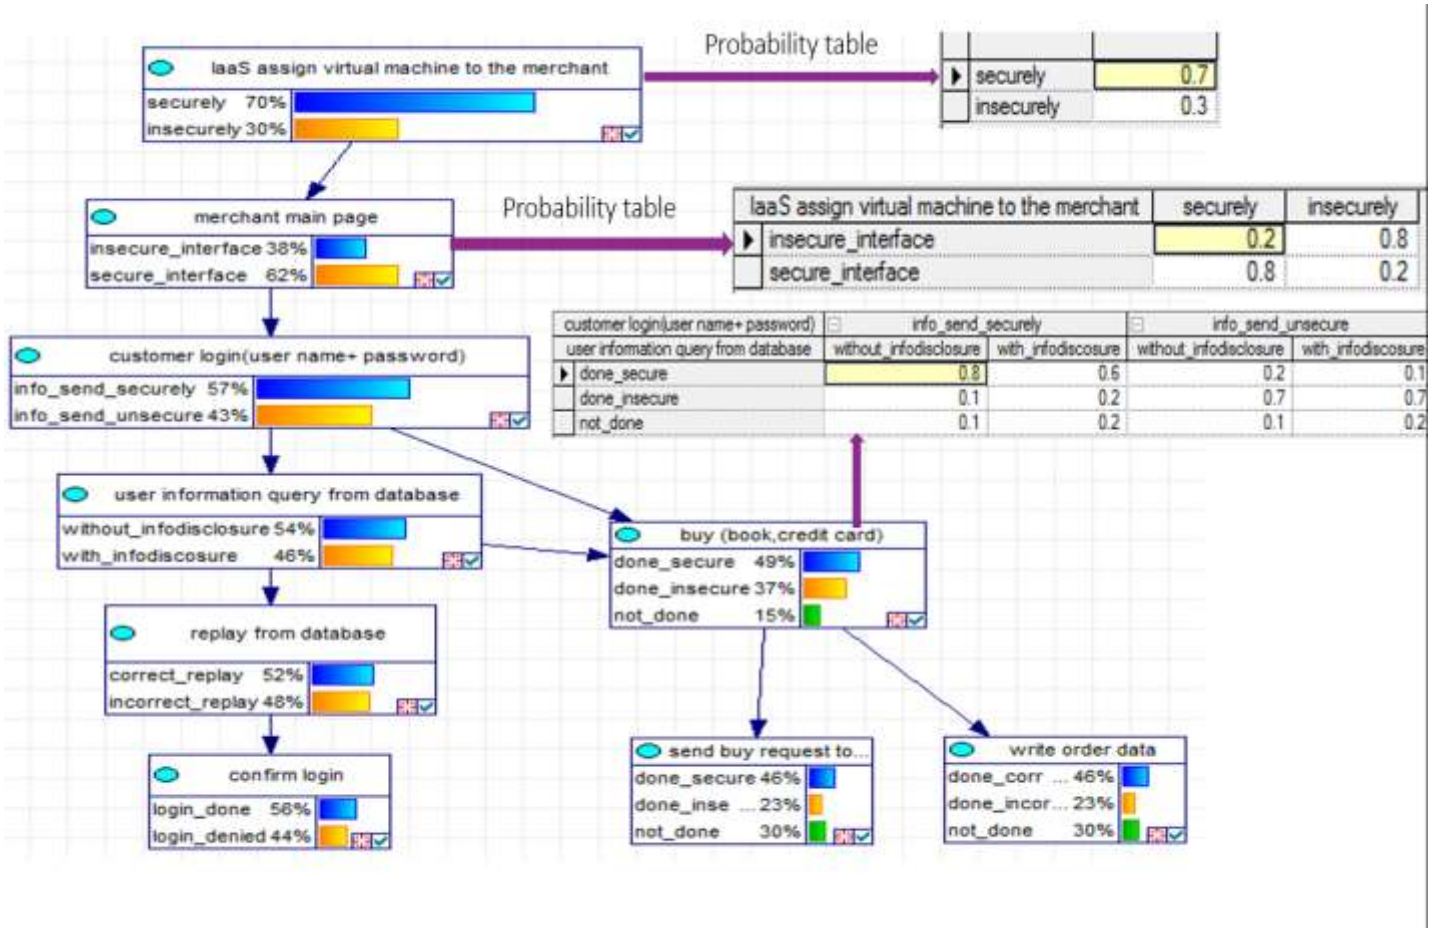 Probability table
IaaS assign virtual machine to the merchant
securely 70%
insecurely 30%
securely 0.7
insecurely 0.3
Probability table
merchant main page
insecure_interface 38%
secure_interface 62%
IaaS assign virtual machine to the merchant securely insecurely
insecure_interface 0.2 0.8
secure_interface 0.8 0.2
customer login(user name+ password)
info_send_securely 57%
info_send_unsecure 43%
customer login(user name+ password) info_send_securely info_send_unsecure
user information query from database without_infodisclosure with_infodiscosure without_infodisclosure with_infodiscosure
done_secure 0.8 0.6 0.2 0.1
done_insecure 0.1 0.2 0.7 0.7
not_done 0.1 0.2 0.1 0.2
user information query from database
without_infodisclosure 54%
with_infodiscosure 46%
buy (book,credit card)
done_secure 49%
done_insecure 37%
not_done 15%
replay from database
correct_replay 52%
incorrect_replay 48%
confirm login
login_done 56%
login_denied 44%
send buy request to...
done_secure 46%
done_inse ... 23%
not_done 30%
write order data
done_corr ... 46%
done_incor... 23%
not_done 30%